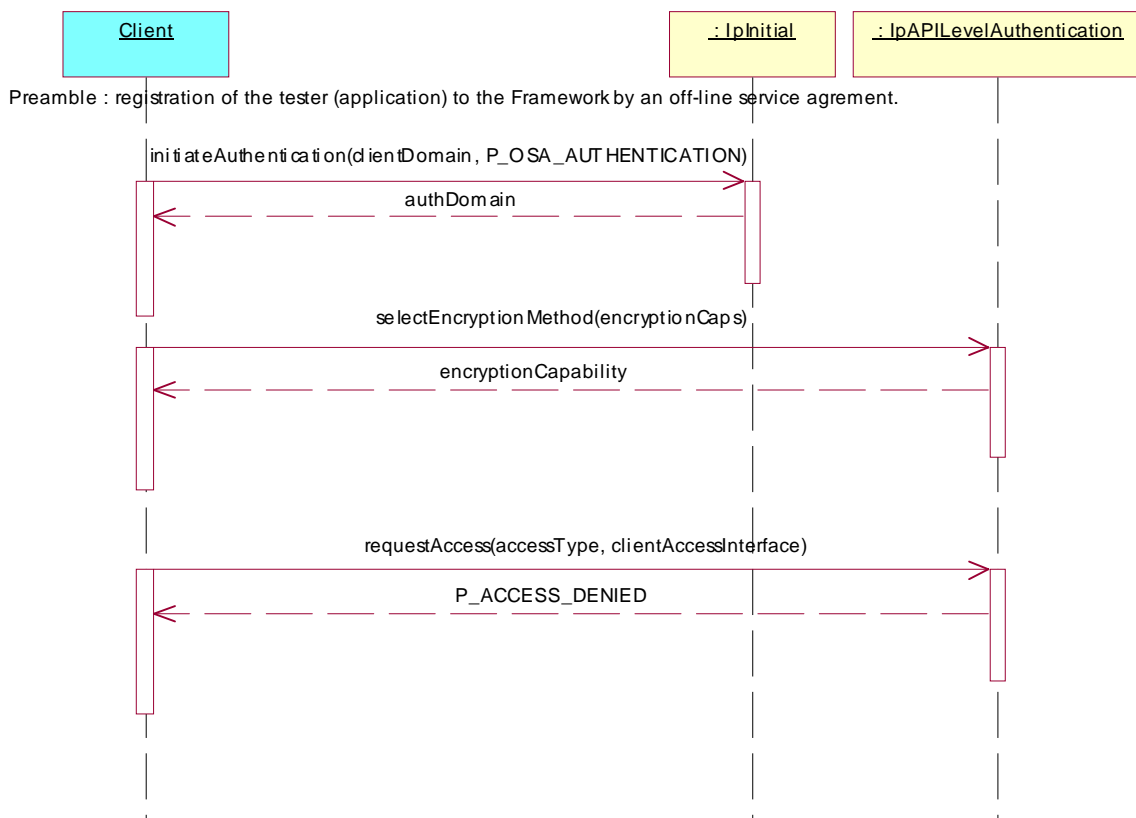 Client
: IpInitial
: IpAPILevelAuthentication
Preamble : registration of the tester (application) to the Framework by an off-line service agrement.
initiateAuthentication(clientDomain, P_OSA_AUTHENTICATION)
authDomain
selectEncryptionMethod(encryptionCaps)
encryptionCapability
requestAccess(accessType, clientAccessInterface)
P_ACCESS_DENIED